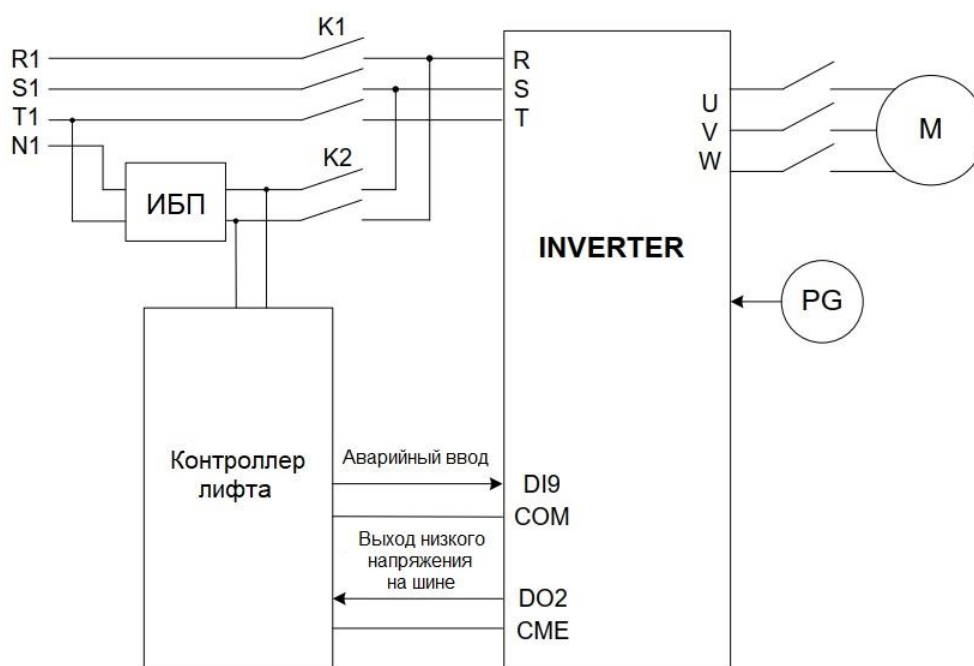 K1
R1
S1
T1
N1
R
S
T
K2
ИБП
U
V
W
M
INVERTER
PG
Контроллер
лифта
Аварийный ввод
DI9
COM
Выход низкого
напряжения
на шине
DO2
CME